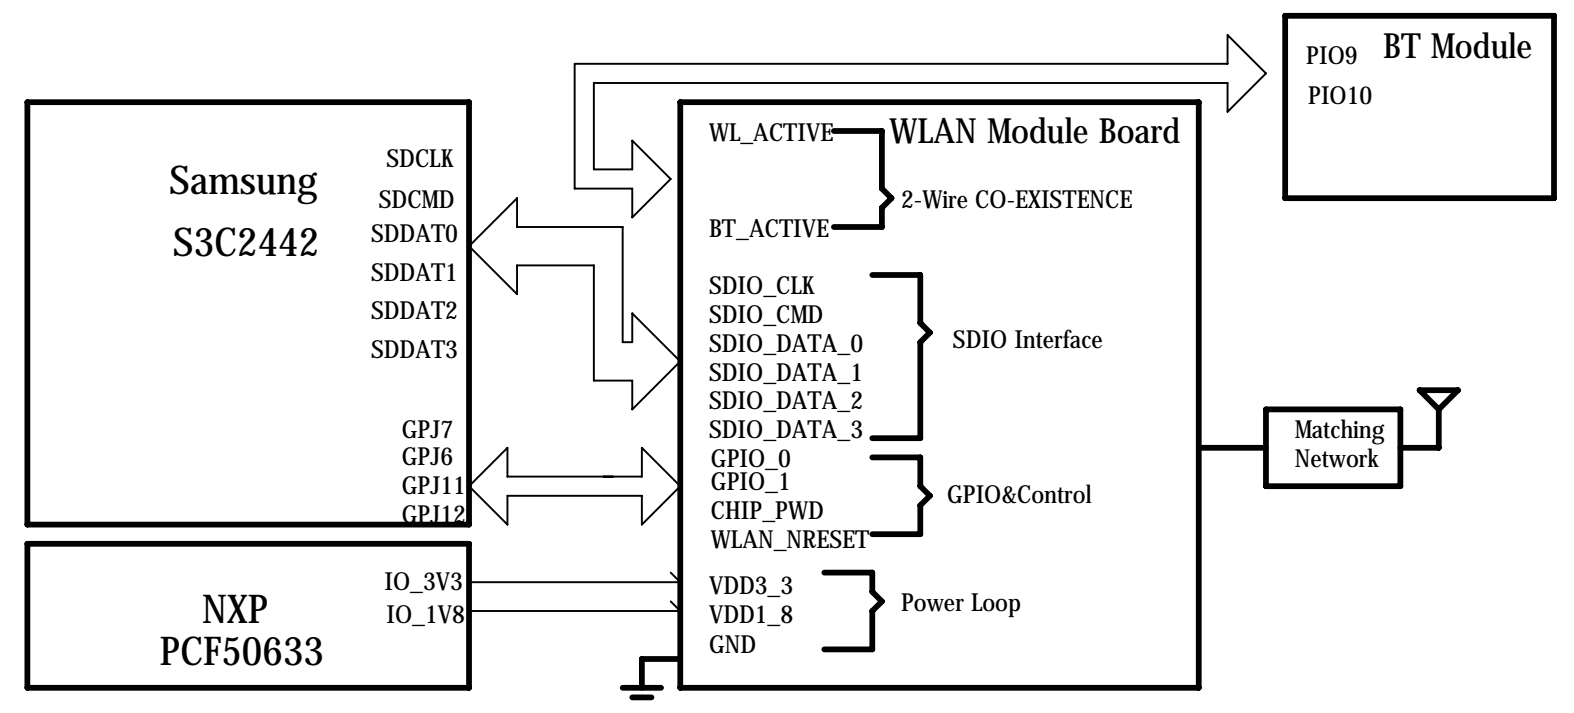 BT Module
PIO9
PIO10
Samsung
S3C2442
SDCLK
SDCMD
SDDAT0
SDDAT1
SDDAT2
SDDAT3
GPJ7
GPJ6
GPJ11
GPJ12
NXP
PCF50633
IO_3V3
IO_1V8
WLAN Module Board
WL_ACTIVE
2-Wire CO-EXISTENCE
BT_ACTIVE
SDIO_CLK
SDIO_CMD
SDIO_DATA_0
SDIO_DATA_1
SDIO_DATA_2
SDIO_DATA_3
SDIO Interface
GPIO_0
GPIO_1
CHIP_PWD
WLAN_NRESET
GPIO&Control
VDD3_3
VDD1_8
GND
Power Loop
Matching
Network